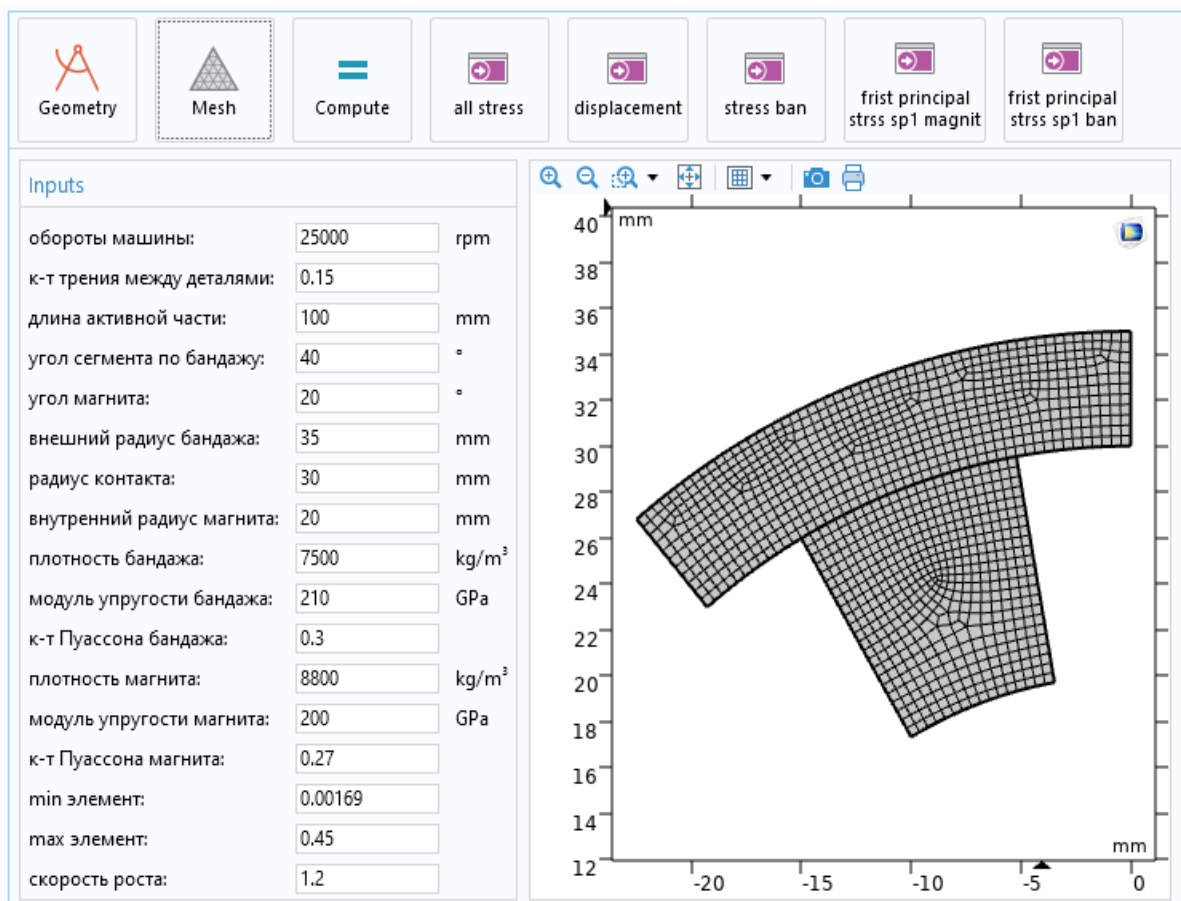 Geometry
Mesh
Compute
all stress
displacement
stress ban
frist principal
strss sp1 magnit
frist principal
strss sp1 ban
Inputs
обороты машины: 25000 rpm
к-т трения между деталями: 0.15
длина активной части: 100 mm
угол сегмента по бандажу: 40 °
угол магнита: 20 °
внешний радиус бандажа: 35 mm
радиус контакта: 30 mm
внутренний радиус магнита: 20 mm
плотность бандажа: 7500 kg/m³
модуль упругости бандажа: 210 GPa
к-т Пуассона бандажа: 0.3
плотность магнита: 8800 kg/m³
модуль упругости магнита: 200 GPa
к-т Пуассона магнита: 0.27
min элемент: 0.00169
max элемент: 0.45
скорость роста: 1.2
mm
40
38
36
34
32
30
28
26
24
22
20
18
16
14
12
mm
-20 -15 -10 -5 0